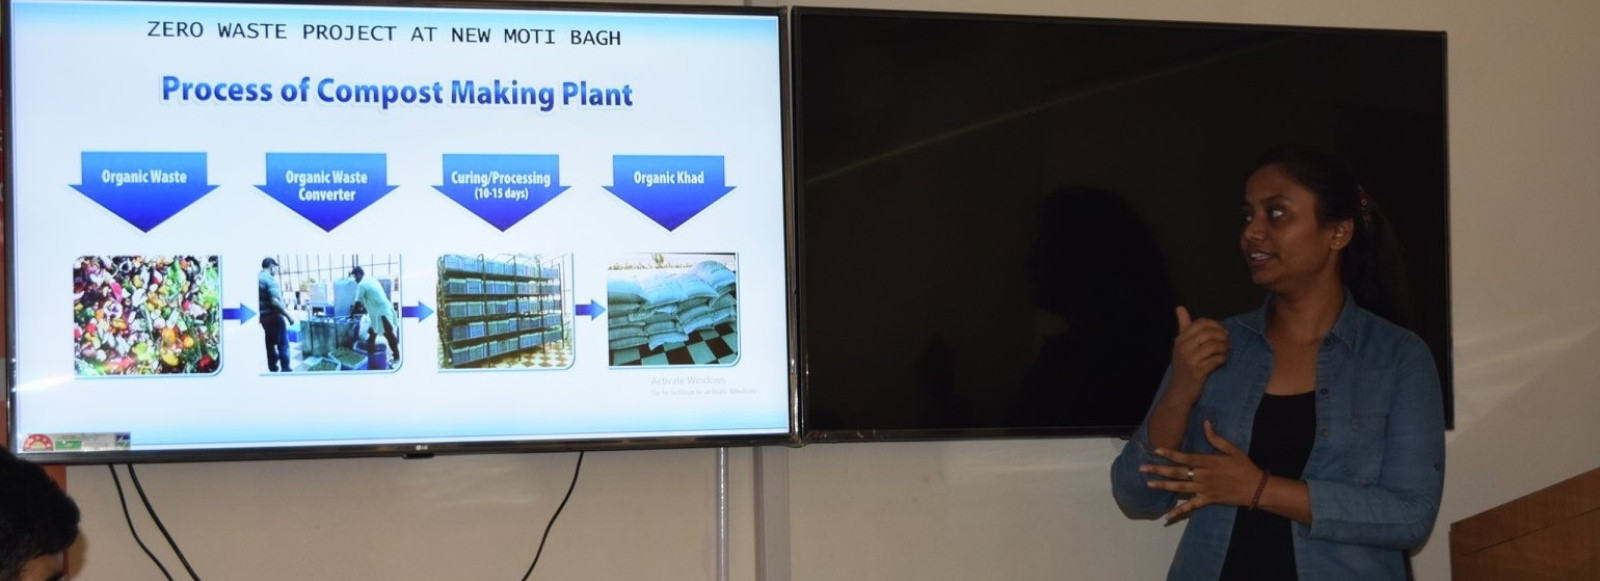 ZERO WASTE PROJECT AT NEW MOTI BAGH
Process of Compost Making Plant
Organic Waste
Organic Waste
Converter
Curing/Processing
(10-15 days)
Organic Khad
Activate Windows
Go to Settings to activate Windows.
LG